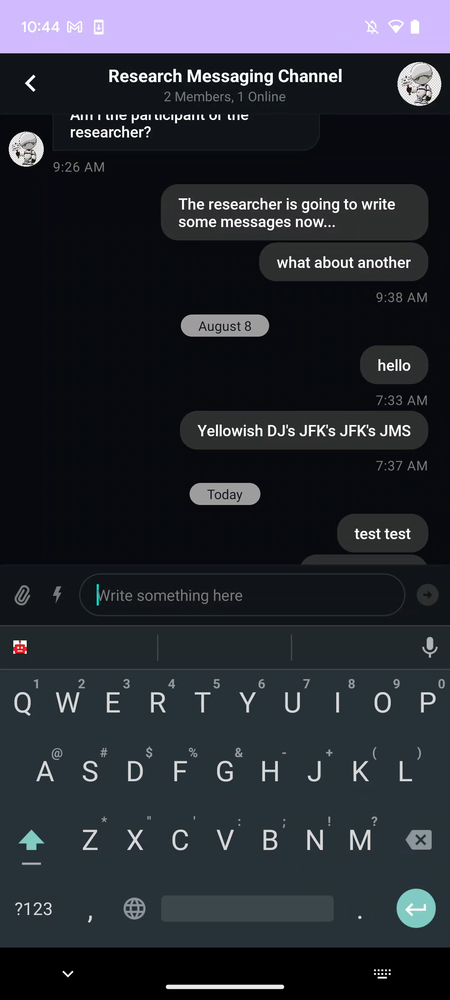 10:44
Research Messaging Channel
2 Members, 1 Online
Am I the participant or the
researcher?
9:26 AM
The researcher is going to write
some messages now...
what about another
9:38 AM
August 8
hello
7:33 AM
Yellowish DJ's JFK's JFK's JMS
7:37 AM
Today
test test
Write something here
1 2 3 4 5 6 7 8 9 0
Q W E R T Y U I O P
@ # $ % & - + ( )
A S D F G H J K L
* " ' : ; ! ?
Z X C V B N M
?123 , .